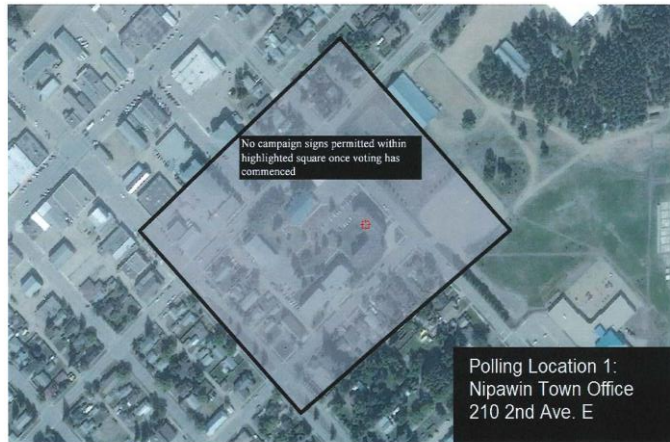 No campaign signs permitted within
highlighted square once voting has
commenced
Polling Location 1:
Nipawin Town Office
210 2nd Ave. E